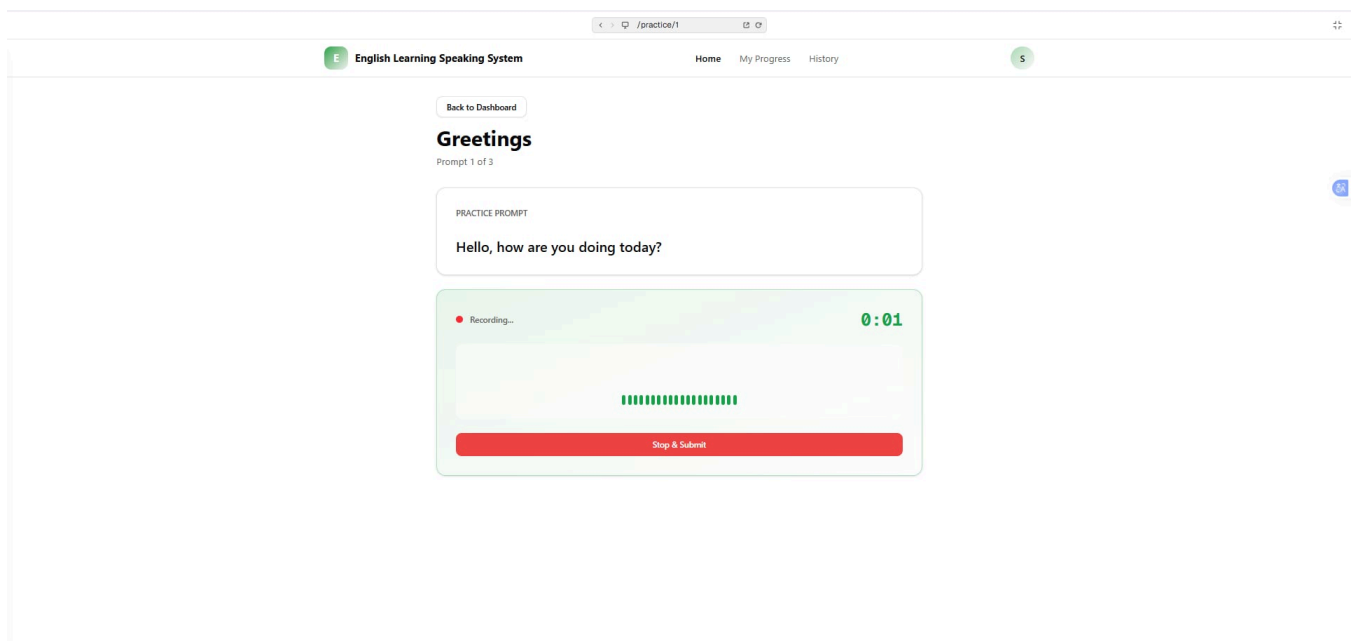 /practice/1
E English Learning Speaking System Home My Progress History S
Back to Dashboard
Greetings
Prompt 1 of 3
PRACTICE PROMPT
Hello, how are you doing today?
Recording... 0:01
Stop & Submit